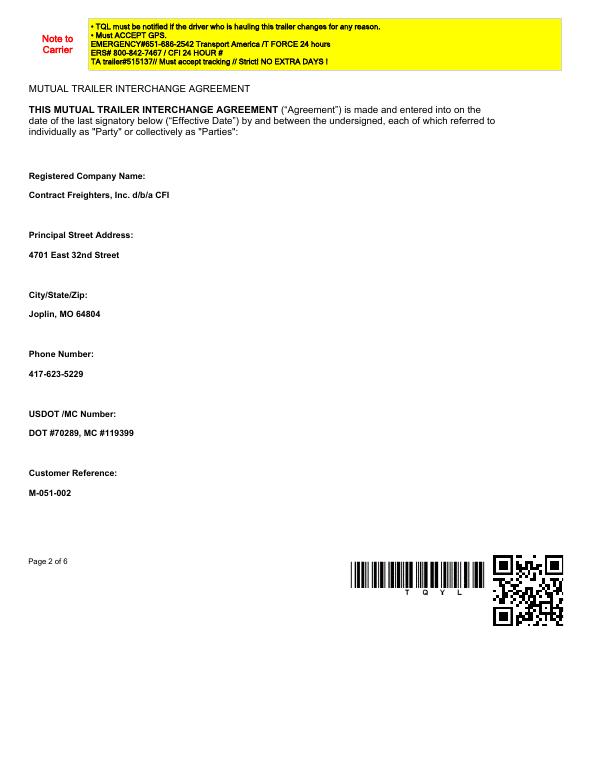 Note to
Carrier
• TQL must be notified if the driver who is hauling this trailer changes for any reason.
• Must ACCEPT GPS.
EMERGENCY#651-686-2542 Transport America /T FORCE 24 hours
ERS# 800-842-7467 / CFI 24 HOUR #
TA trailer#515137// Must accept tracking // Strict| NO EXTRA DAYS !
MUTUAL TRAILER INTERCHANGE AGREEMENT
THIS MUTUAL TRAILER INTERCHANGE AGREEMENT (“Agreement”) is made and entered into on the
date of the last signatory below (“Effective Date”) by and between the undersigned, each of which referred to
individually as "Party" or collectively as "Parties":
Registered Company Name:
Contract Freighters, Inc. d/b/a CFI
Principal Street Address:
4701 East 32nd Street
City/State/Zip:
Joplin, MO 64804
Phone Number:
417-623-5229
USDOT /MC Number:
DOT #70289, MC #119399
Customer Reference:
M-051-002
Page 2 of 6
T Q Y L